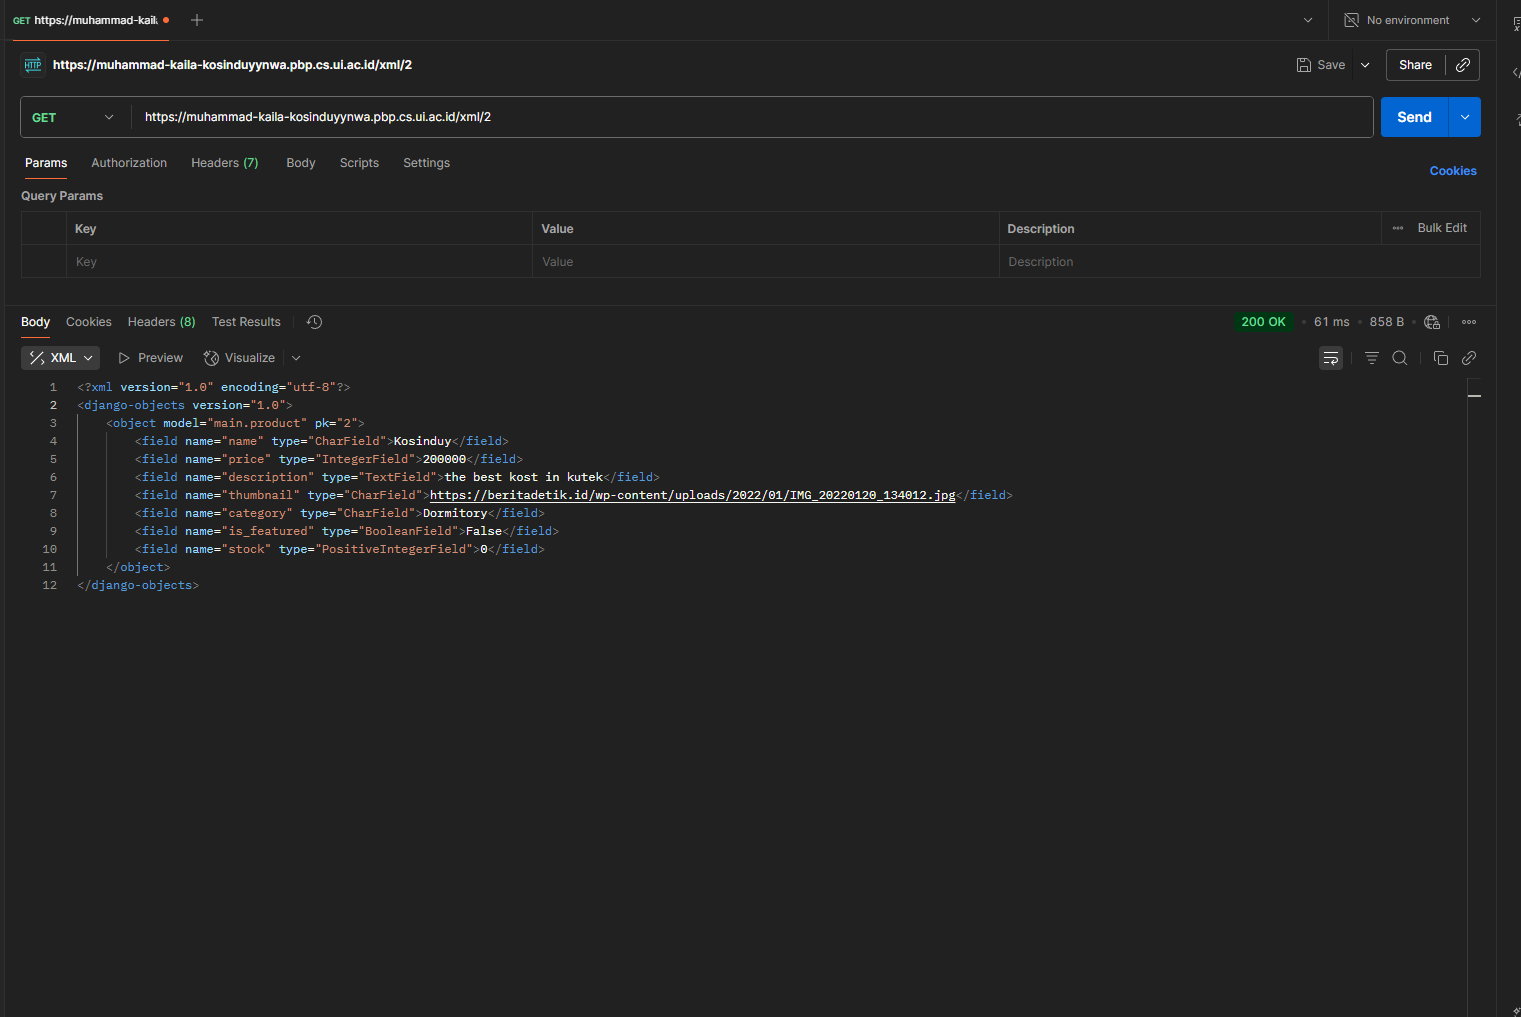 GET https://muhammad-kail
No environment
HTTP https://muhammad-kaila-kosinduyynwa.pbp.cs.ui.ac.id/xml/2
Save
Share
GET https://muhammad-kaila-kosinduyynwa.pbp.cs.ui.ac.id/xml/2
Send
Params Authorization Headers (7) Body Scripts Settings
Cookies
Query Params
Key Value Description Bulk Edit
Key Value Description
Body Cookies Headers (8) Test Results
200 OK 61 ms 858 B
XML Preview Visualize
1 <?xml version="1.0" encoding="utf-8"?>
2 <django-objects version="1.0">
3 <object model="main.product" pk="2">
4 <field name="name" type="CharField">Kosinduy</field>
5 <field name="price" type="IntegerField">200000</field>
6 <field name="description" type="TextField">the best kost in kutek</field>
7 <field name="thumbnail" type="CharField">https://beritadetik.id/wp-content/uploads/2022/01/IMG_20220120_134012.jpg</field>
8 <field name="category" type="CharField">Dormitory</field>
9 <field name="is_featured" type="BooleanField">False</field>
10 <field name="stock" type="PositiveIntegerField">0</field>
11 </object>
12 </django-objects>